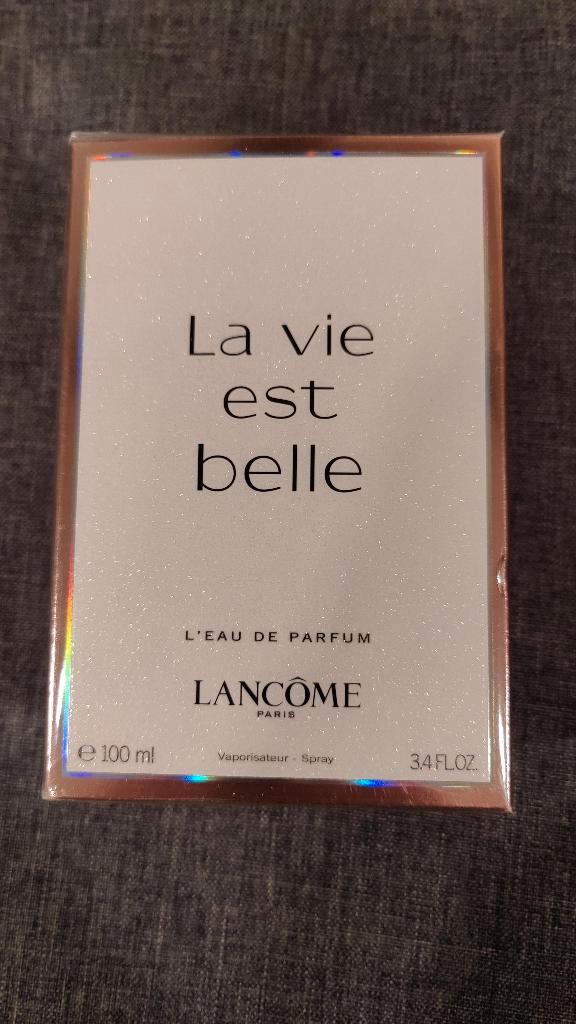 La vie
est
belle
L'EAU DE PARFUM
LANCÔME
PARIS
℮ 100 ml Vaporisateur - Spray 3.4 FL.OZ.